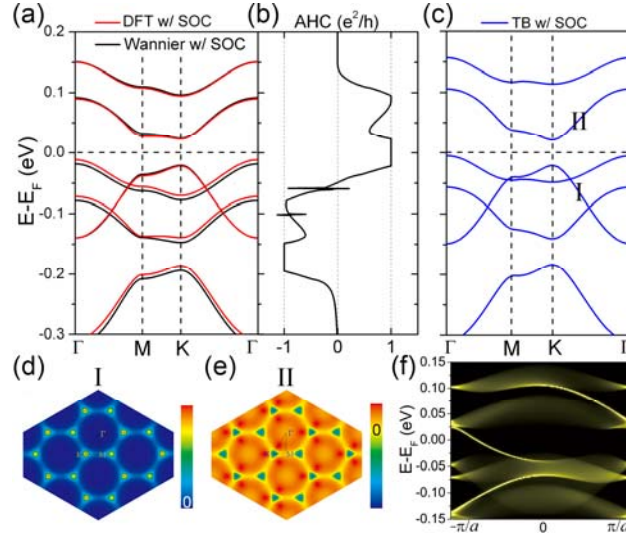 (a) DFT w/ SOC
Wannier w/ SOC
(b) AHC (e²/h)
(c) TB w/ SOC
E-E_F (eV)
0.2
0.1
0.0
-0.1
-0.2
-0.3
Γ M K Γ
-1 0 1
II
I
Γ M K Γ
(d) I
0
Γ
K M
(e) II
0
Γ
M
(f)
E-E_F (eV)
0.15
0.10
0.05
0.00
-0.05
-0.10
-0.15
-π/a 0 π/a